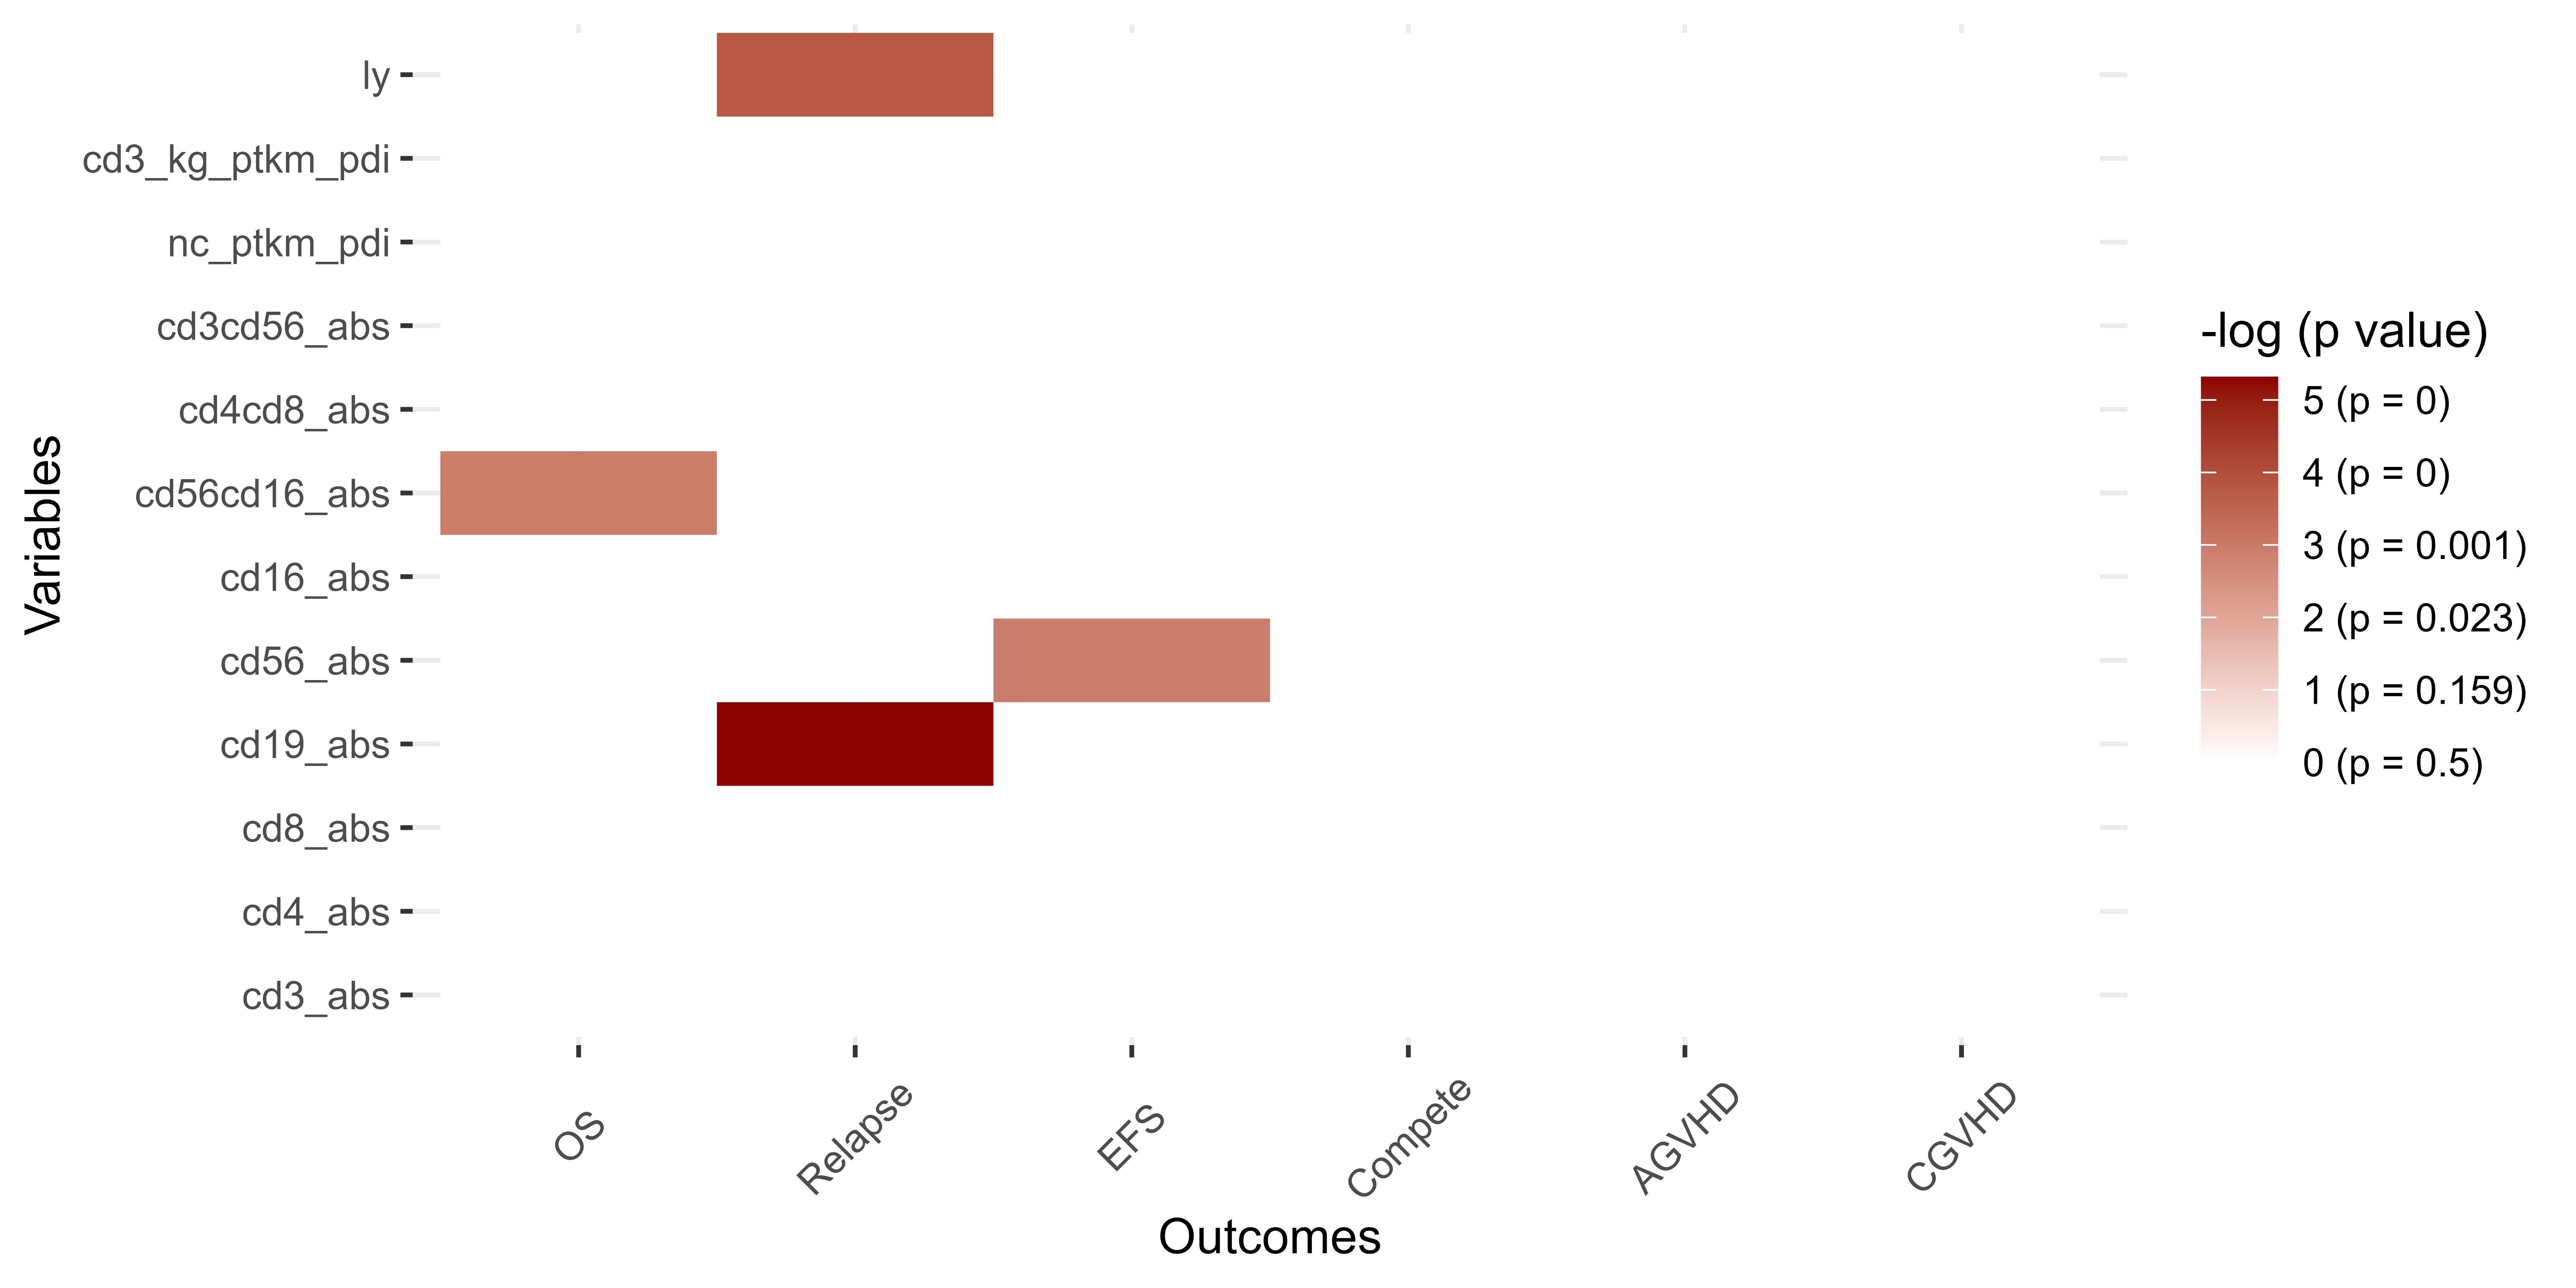 ly
cd3_kg_ptkm_pdi
nc_ptkm_pdi
cd3cd56_abs
cd4cd8_abs
cd56cd16_abs
cd16_abs
cd56_abs
cd19_abs
cd8_abs
cd4_abs
cd3_abs
Variables
OS
Relapse
EFS
Compete
AGVHD
CGVHD
Outcomes
-log (p value)
5 (p = 0)
4 (p = 0)
3 (p = 0.001)
2 (p = 0.023)
1 (p = 0.159)
0 (p = 0.5)